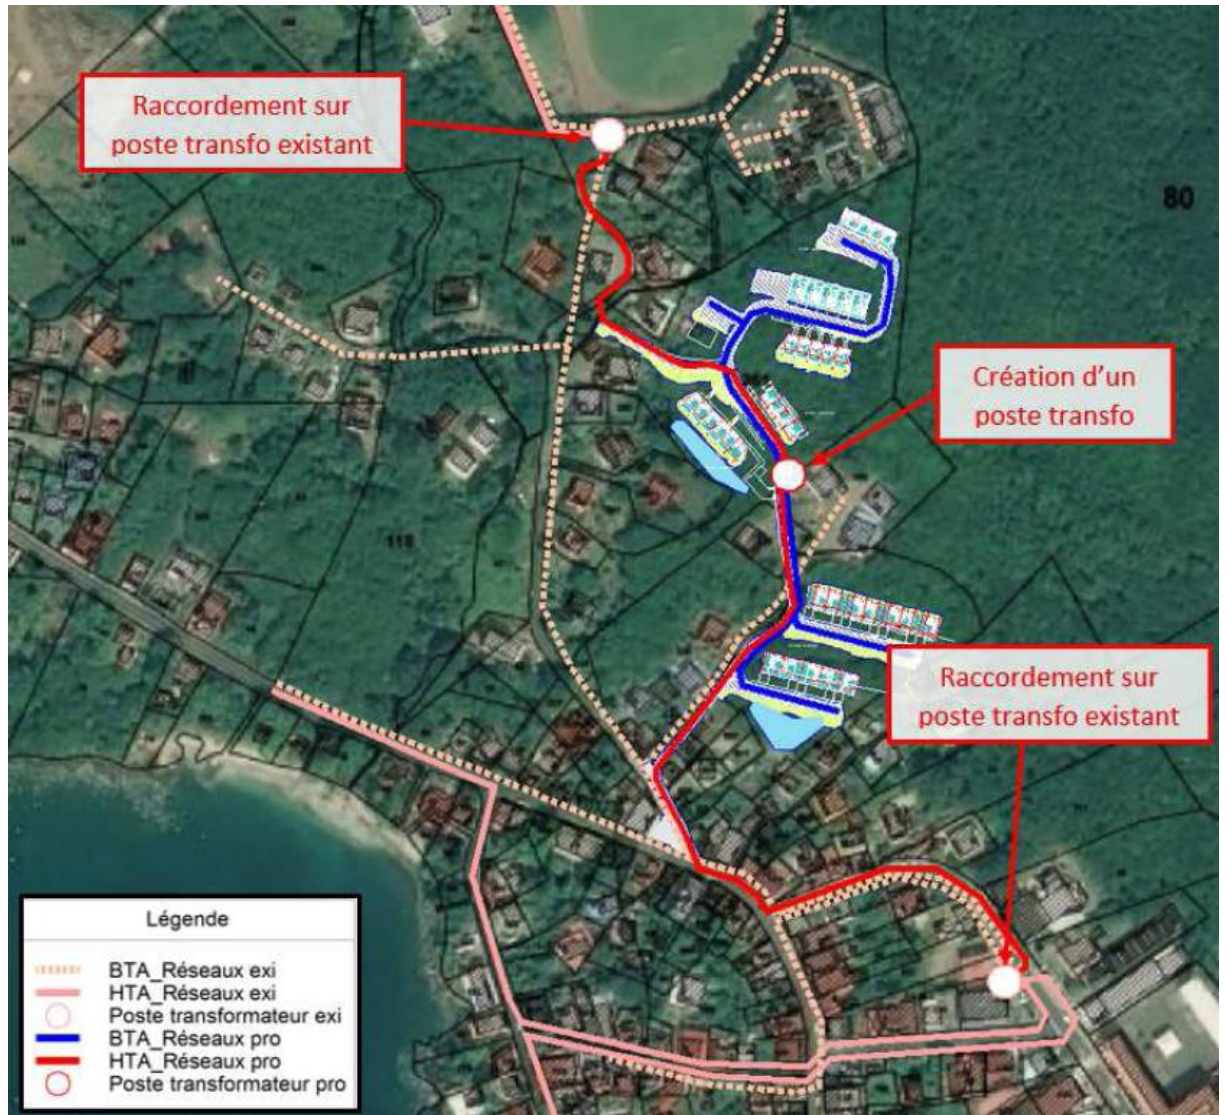 Raccordement sur
poste transfo existant
80
Création d'un
poste transfo
118
Raccordement sur
poste transfo existant
Légende
BTA_Réseaux exi
HTA_Réseaux exi
Poste transformateur exi
BTA_Réseaux pro
HTA_Réseaux pro
Poste transformateur pro